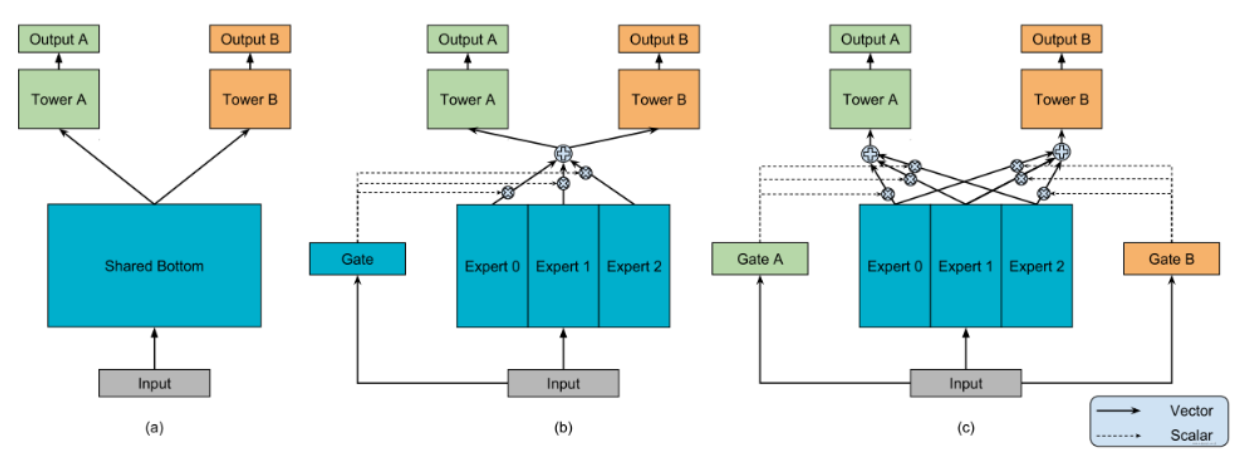 Output A
Output B
Tower A
Tower B
Shared Bottom
Input
(a)
Output A
Output B
Tower A
Tower B
Gate
Expert 0
Expert 1
Expert 2
Input
(b)
Output A
Output B
Tower A
Tower B
Gate A
Expert 0
Expert 1
Expert 2
Gate B
Input
(c)
Vector
Scalar